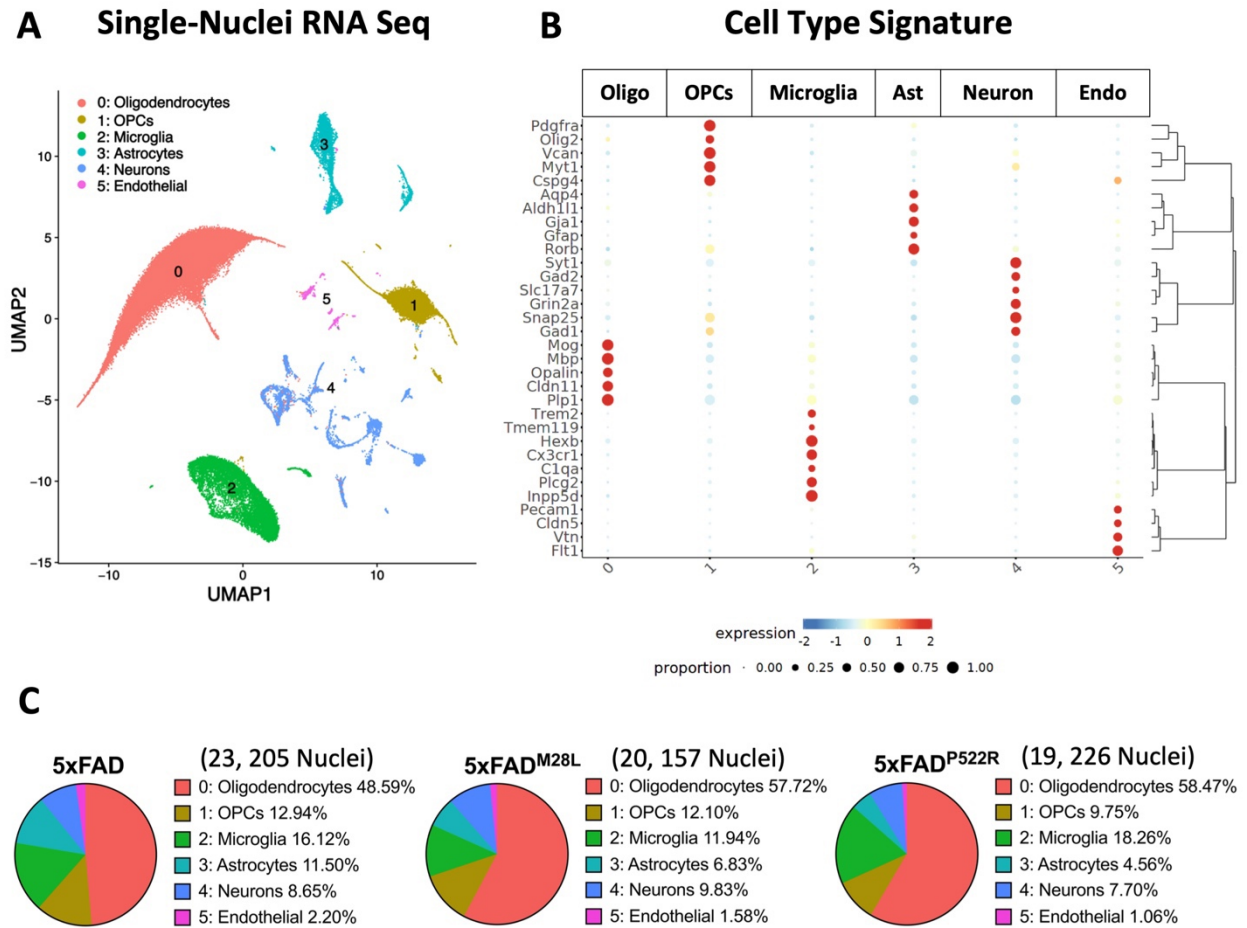 A Single-Nuclei RNA Seq
0: Oligodendrocytes
1: OPCs
2: Microglia
3: Astrocytes
4: Neurons
5: Endothelial
10
5
0
−5
−10
−15
UMAP2
0
1
2
3
4
5
−10 0 10
UMAP1
B Cell Type Signature
Oligo OPCs Microglia Ast Neuron Endo
Pdgfra
Olig2
Vcan
Myt1
Cspg4
Aqp4
Aldh1l1
Gja1
Gfap
Rorb
Syt1
Gad2
Slc17a7
Grin2a
Snap25
Gad1
Mog
Mbp
Opalin
Cldn11
Plp1
Trem2
Tmem119
Hexb
Cx3cr1
C1qa
Plcg2
Inpp5d
Pecam1
Cldn5
Vtn
Flt1
0 1 2 3 4 5
expression -2 -1 0 1 2
proportion 0.00 0.25 0.50 0.75 1.00
C
5xFAD (23, 205 Nuclei)
0: Oligodendrocytes 48.59%
1: OPCs 12.94%
2: Microglia 16.12%
3: Astrocytes 11.50%
4: Neurons 8.65%
5: Endothelial 2.20%
5xFADM28L (20, 157 Nuclei)
0: Oligodendrocytes 57.72%
1: OPCs 12.10%
2: Microglia 11.94%
3: Astrocytes 6.83%
4: Neurons 9.83%
5: Endothelial 1.58%
5xFADP522R (19, 226 Nuclei)
0: Oligodendrocytes 58.47%
1: OPCs 9.75%
2: Microglia 18.26%
3: Astrocytes 4.56%
4: Neurons 7.70%
5: Endothelial 1.06%